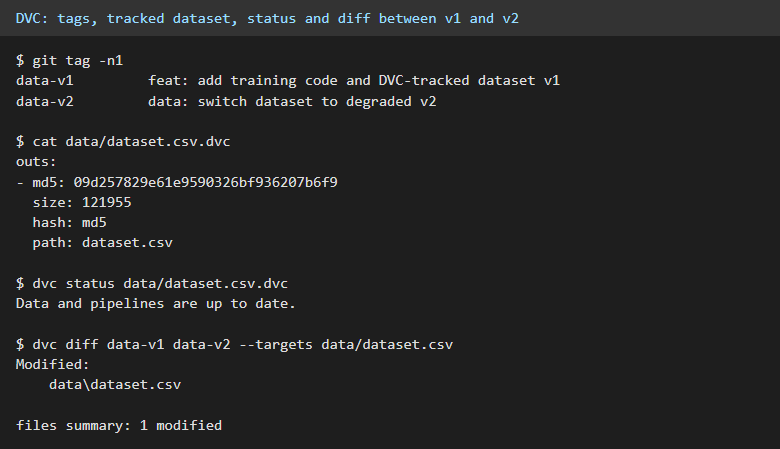 DVC: tags, tracked dataset, status and diff between v1 and v2
$ git tag -n1
data-v1         feat: add training code and DVC-tracked dataset v1
data-v2         data: switch dataset to degraded v2
$ cat data/dataset.csv.dvc
outs:
- md5: 09d257829e61e9590326bf936207b6f9
  size: 121955
  hash: md5
  path: dataset.csv
$ dvc status data/dataset.csv.dvc
Data and pipelines are up to date.
$ dvc diff data-v1 data-v2 --targets data/dataset.csv
Modified:
    data\dataset.csv
files summary: 1 modified